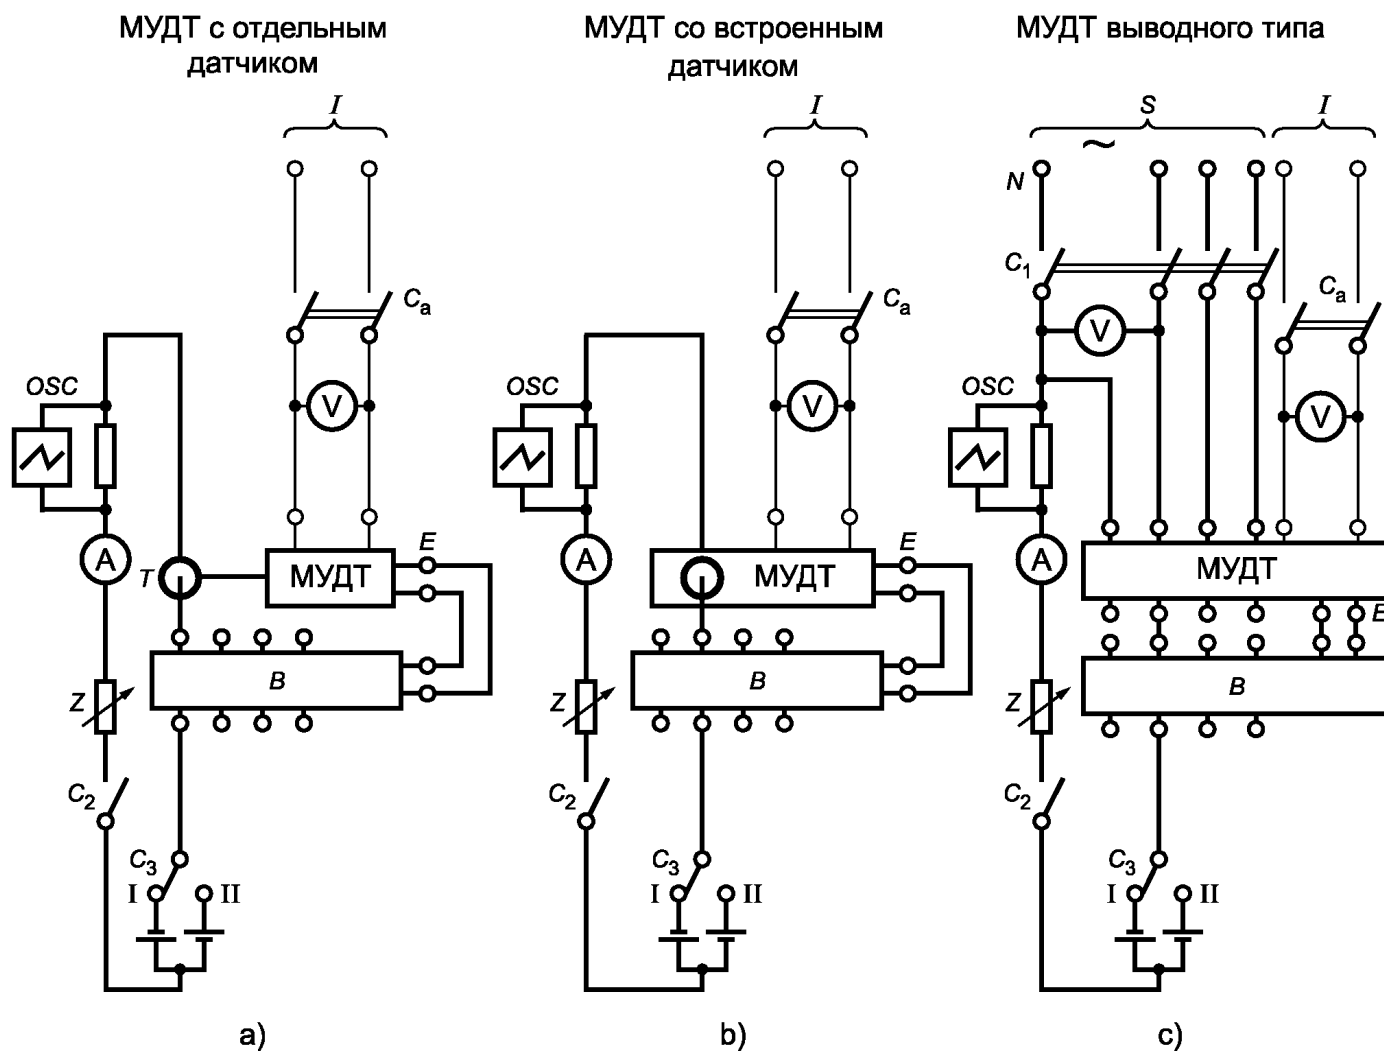 МУДТ с отдельным
датчиком
МУДТ со встроенным
датчиком
МУДТ выводного типа
I
I
S
I
~
N
C1
Ca
Ca
Ca
V
V
V
V
OSC
OSC
OSC
A
A
A
T
МУДТ
E
МУДТ
E
МУДТ
E
B
B
B
Z
Z
Z
C2
C2
C2
C3
C3
C3
I
II
I
II
I
II
a)
b)
c)